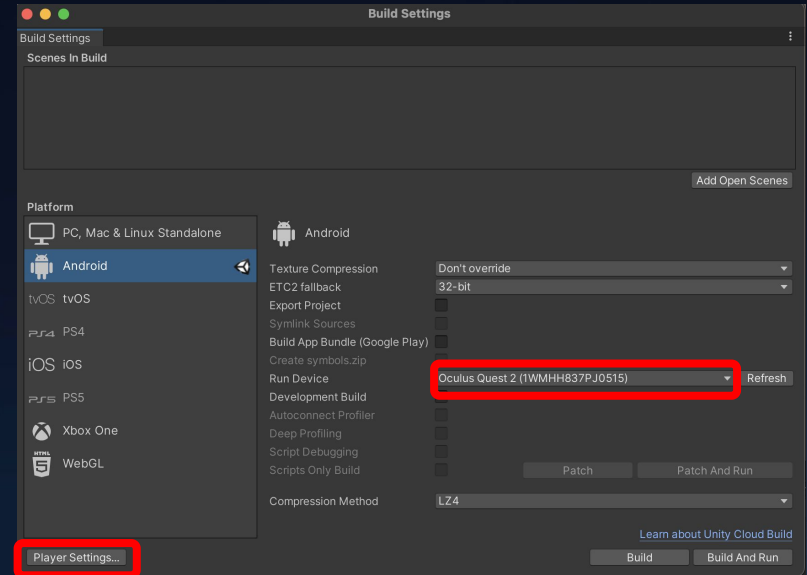 Build Settings
Build Settings
Scenes In Build
Add Open Scenes
Platform
PC, Mac & Linux Standalone
Android
tvOS tvOS
PS4 PS4
iOS iOS
PS5 PS5
Xbox One
HTML 5 WebGL
Android
Texture Compression Don't override
ETC2 fallback 32-bit
Export Project
Symlink Sources
Build App Bundle (Google Play)
Create symbols.zip
Run Device Oculus Quest 2 (1WMHH837PJ0515) Refresh
Development Build
Autoconnect Profiler
Deep Profiling
Script Debugging
Scripts Only Build Patch Patch And Run
Compression Method LZ4
Learn about Unity Cloud Build
Player Settings... Build Build And Run